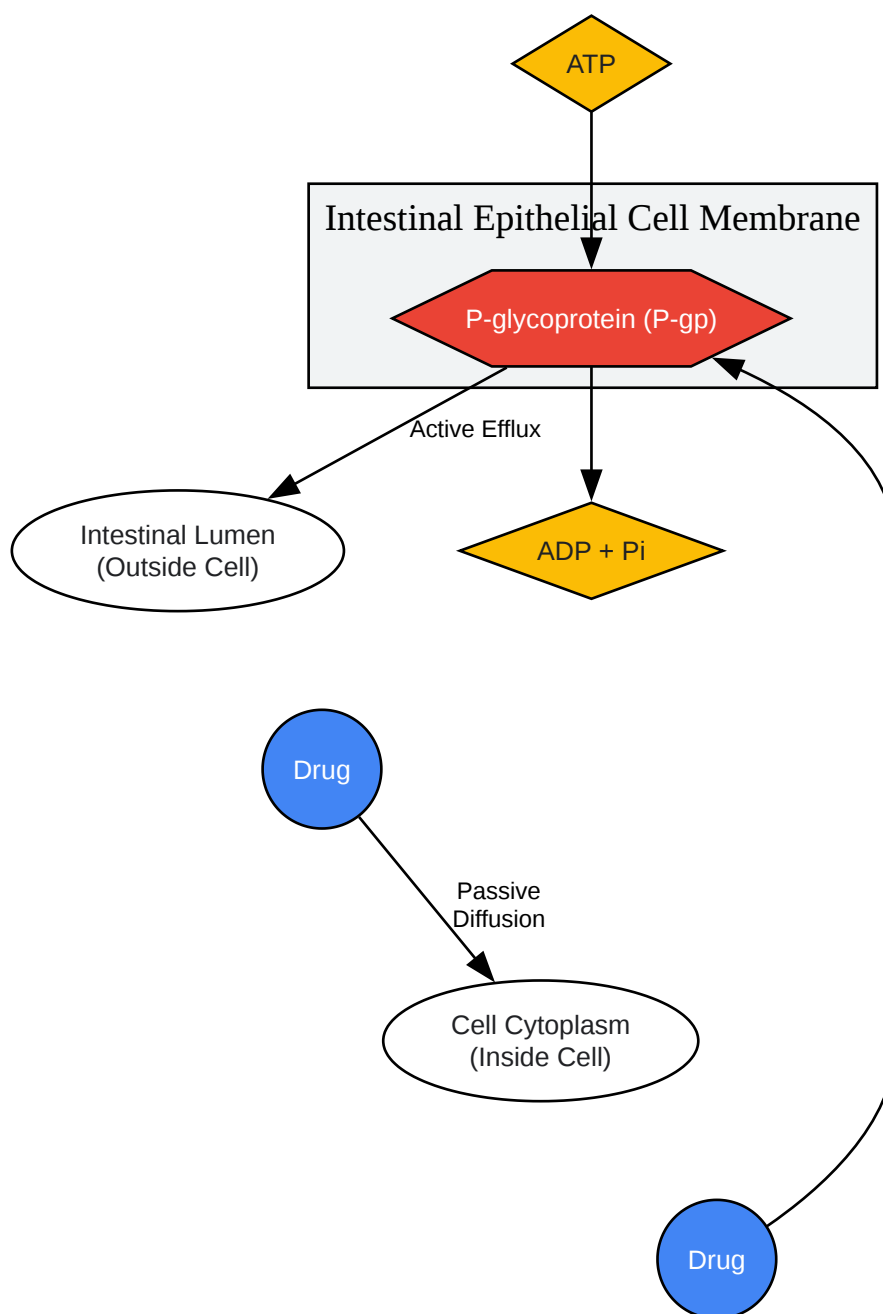 ATP
Intestinal Epithelial Cell Membrane
P-glycoprotein (P-gp)
Active Efflux
Intestinal Lumen
(Outside Cell)
ADP + Pi
Drug
Passive
Diffusion
Cell Cytoplasm
(Inside Cell)
Drug